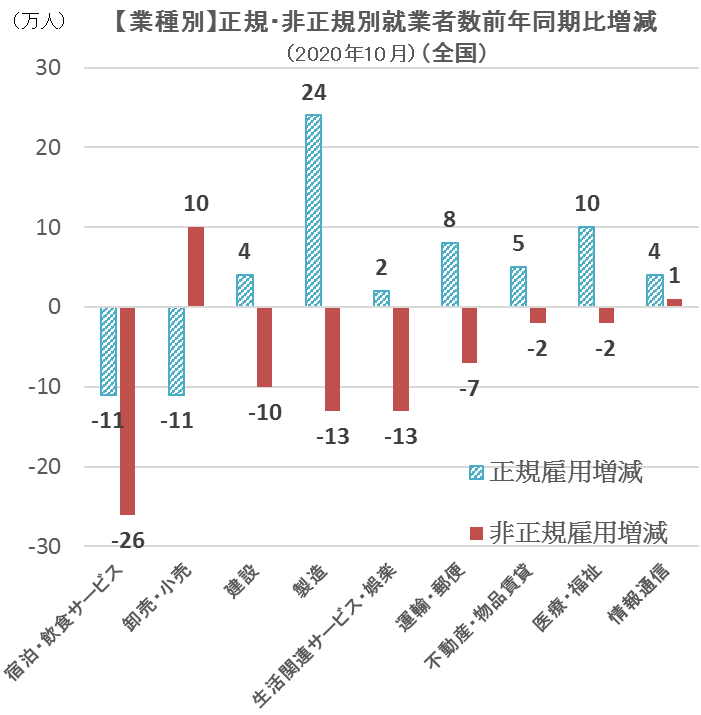 (万人)
【業種別】正規・非正規別就業者数前年同期比増減
(2020年10月)(全国)
30
20
10
0
-10
-20
-30
-11
-26
-11
10
4
-10
24
-13
2
-13
8
-7
5
-2
10
-2
4
1
正規雇用増減
非正規雇用増減
宿泊・飲食サービス
卸売・小売
建設
製造
生活関連サービス・娯楽
運輸・郵便
不動産・物品賃貸
医療・福祉
情報通信